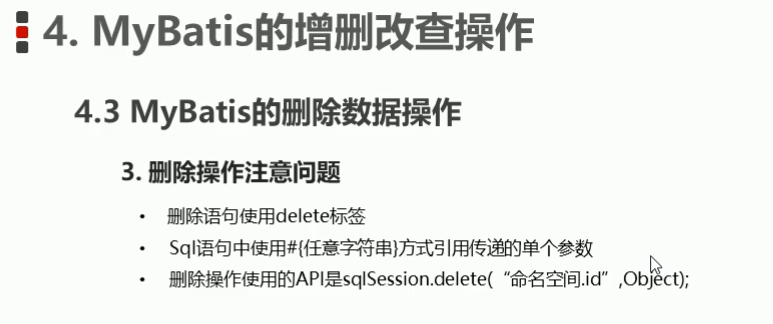 4. MyBatis的增删改查操作
4.3 MyBatis的删除数据操作
3. 删除操作注意问题
• 删除语句使用delete标签
• Sql语句中使用#{任意字符串}方式引用传递的单个参数
• 删除操作使用的API是sqlSession.delete(“命名空间.id”,Object);